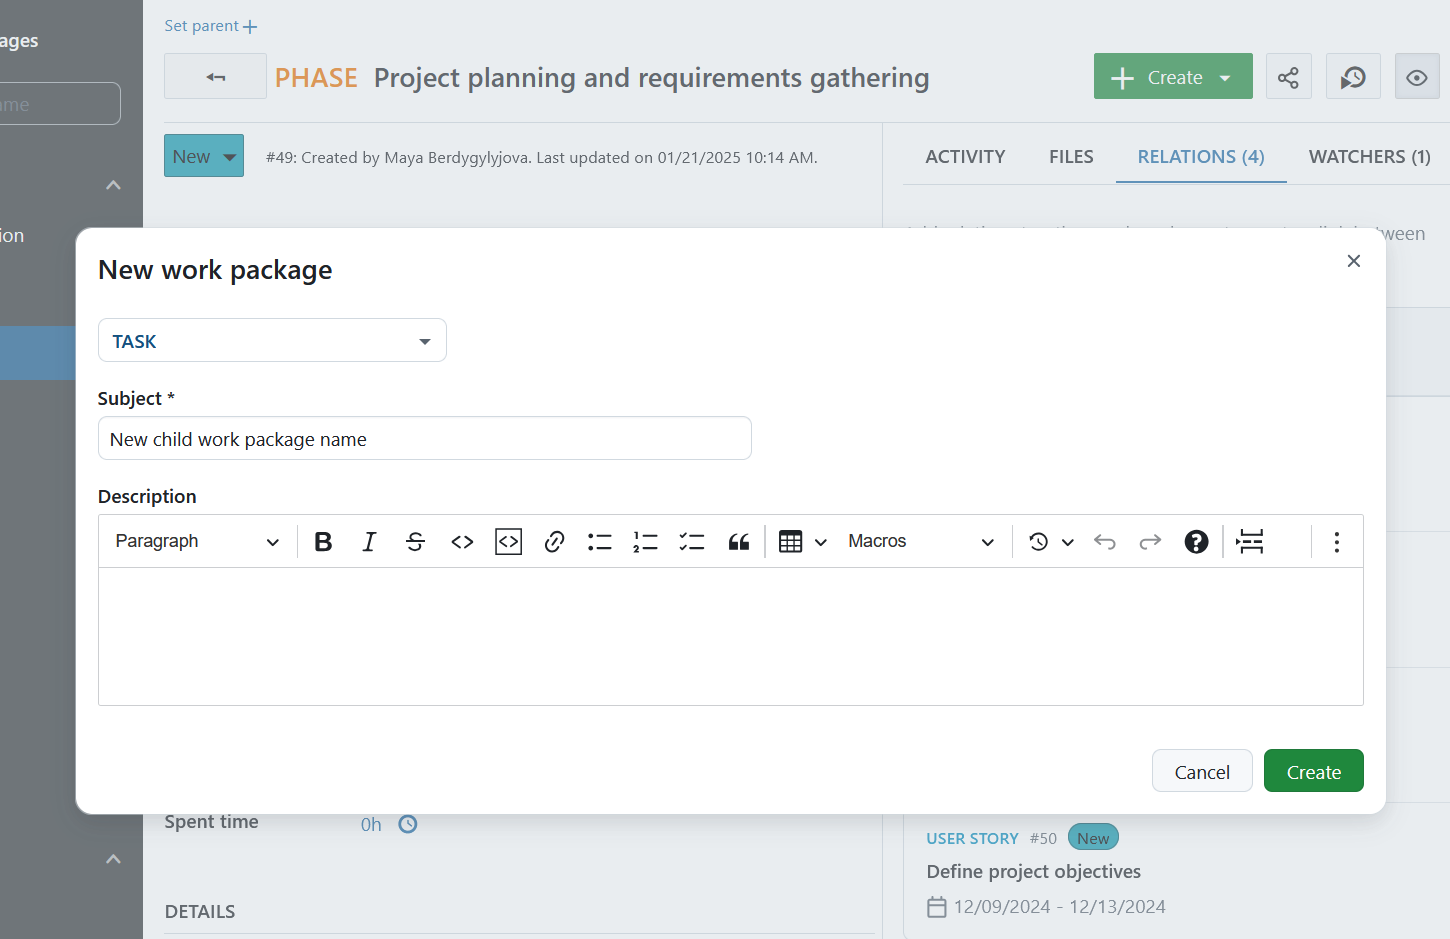 Set parent
ages
ame
PHASE Project planning and requirements gathering
Create
New
#49: Created by Maya Berdygylyjova. Last updated on 01/21/2025 10:14 AM.
ACTIVITY
FILES
RELATIONS (4)
WATCHERS (1)
ion
ween
New work package
TASK
Subject *
New child work package name
Description
Paragraph
Macros
Cancel
Create
Spent time
0h
USER STORY #50 New
Define project objectives
12/09/2024 - 12/13/2024
DETAILS